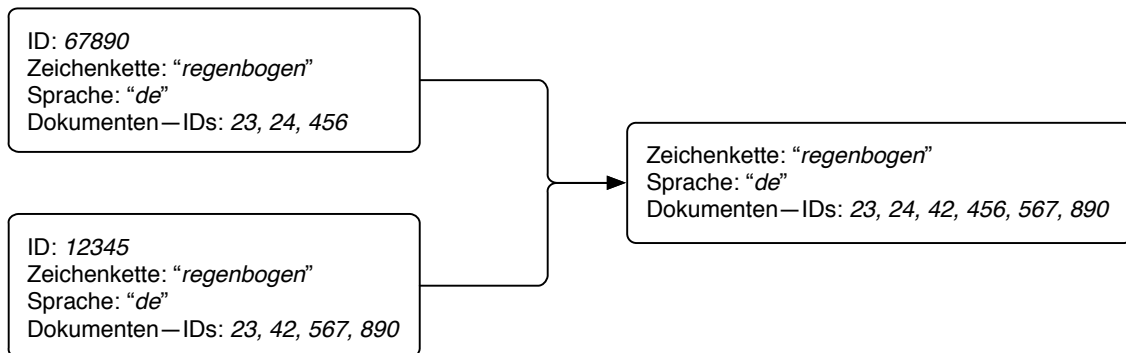 ID: 67890
Zeichenkette: “regenbogen”
Sprache: “de”
Dokumenten—IDs: 23, 24, 456
Zeichenkette: “regenbogen”
Sprache: “de”
Dokumenten—IDs: 23, 24, 42, 456, 567, 890
ID: 12345
Zeichenkette: “regenbogen”
Sprache: “de”
Dokumenten—IDs: 23, 42, 567, 890